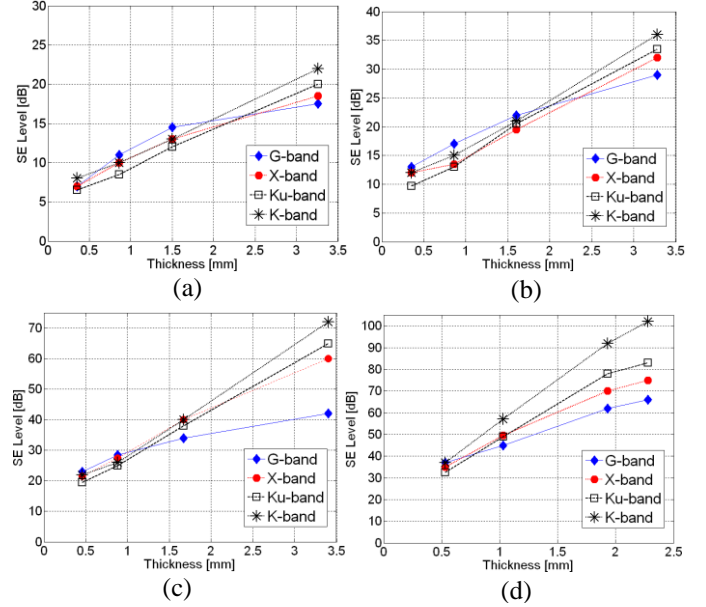 30
25
20
15
10
5
0
SE Level [dB]
G-band
X-band
Ku-band
K-band
0 0.5 1 1.5 2 2.5 3 3.5
Thickness [mm]
(a)
40
35
30
25
20
15
10
5
0
SE Level [dB]
G-band
X-band
Ku-band
K-band
0 0.5 1 1.5 2 2.5 3 3.5
Thickness [mm]
(b)
70
60
50
40
30
20
10
0
SE Level [dB]
G-band
X-band
Ku-band
K-band
0 0.5 1 1.5 2 2.5 3 3.5
Thickness [mm]
(c)
100
90
80
70
60
50
40
30
20
10
0
SE Level [dB]
G-band
X-band
Ku-band
K-band
0 0.5 1 1.5 2 2.5
Thickness [mm]
(d)